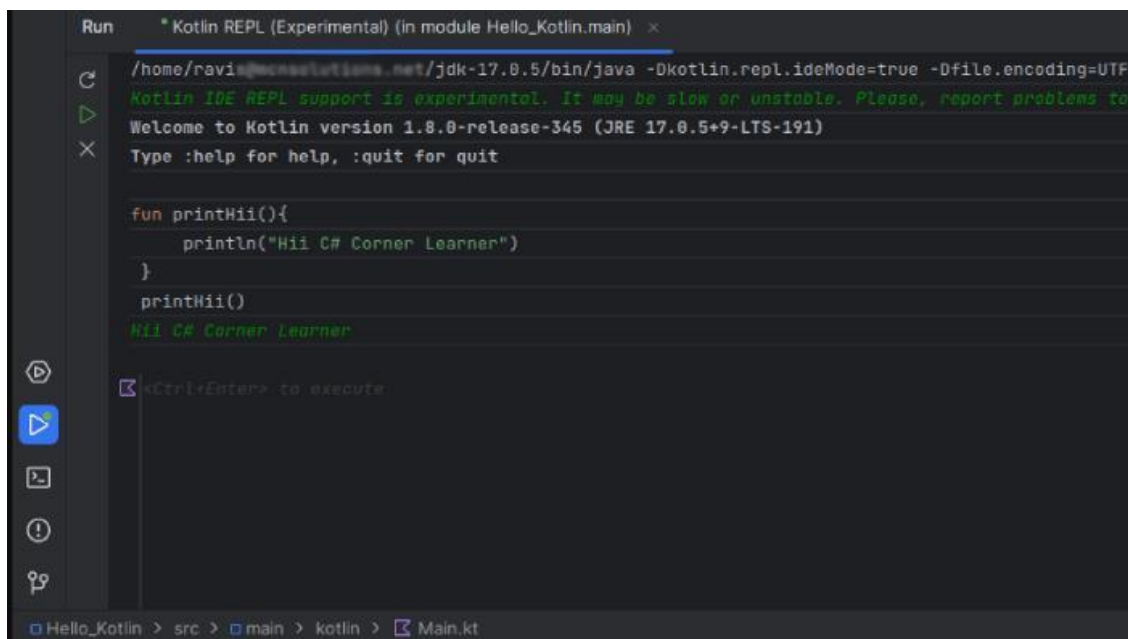 Run Kotlin REPL (Experimental) (in module Hello_Kotlin.main)
/home/ravi /jdk-17.0.5/bin/java -Dkotlin.repl.ideMode=true -Dfile.encoding=UTF
Kotlin IDE REPL support is experimental. It may be slow or unstable. Please, report problems to
Welcome to Kotlin version 1.8.0-release-345 (JRE 17.0.5+9-LTS-191)
Type :help for help, :quit for quit
fun printHii(){
println("Hii C# Corner Learner")
}
printHii()
Hii C# Corner Learner
<Ctrl+Enter> to execute
Hello_Kotlin > src > main > kotlin > Main.kt